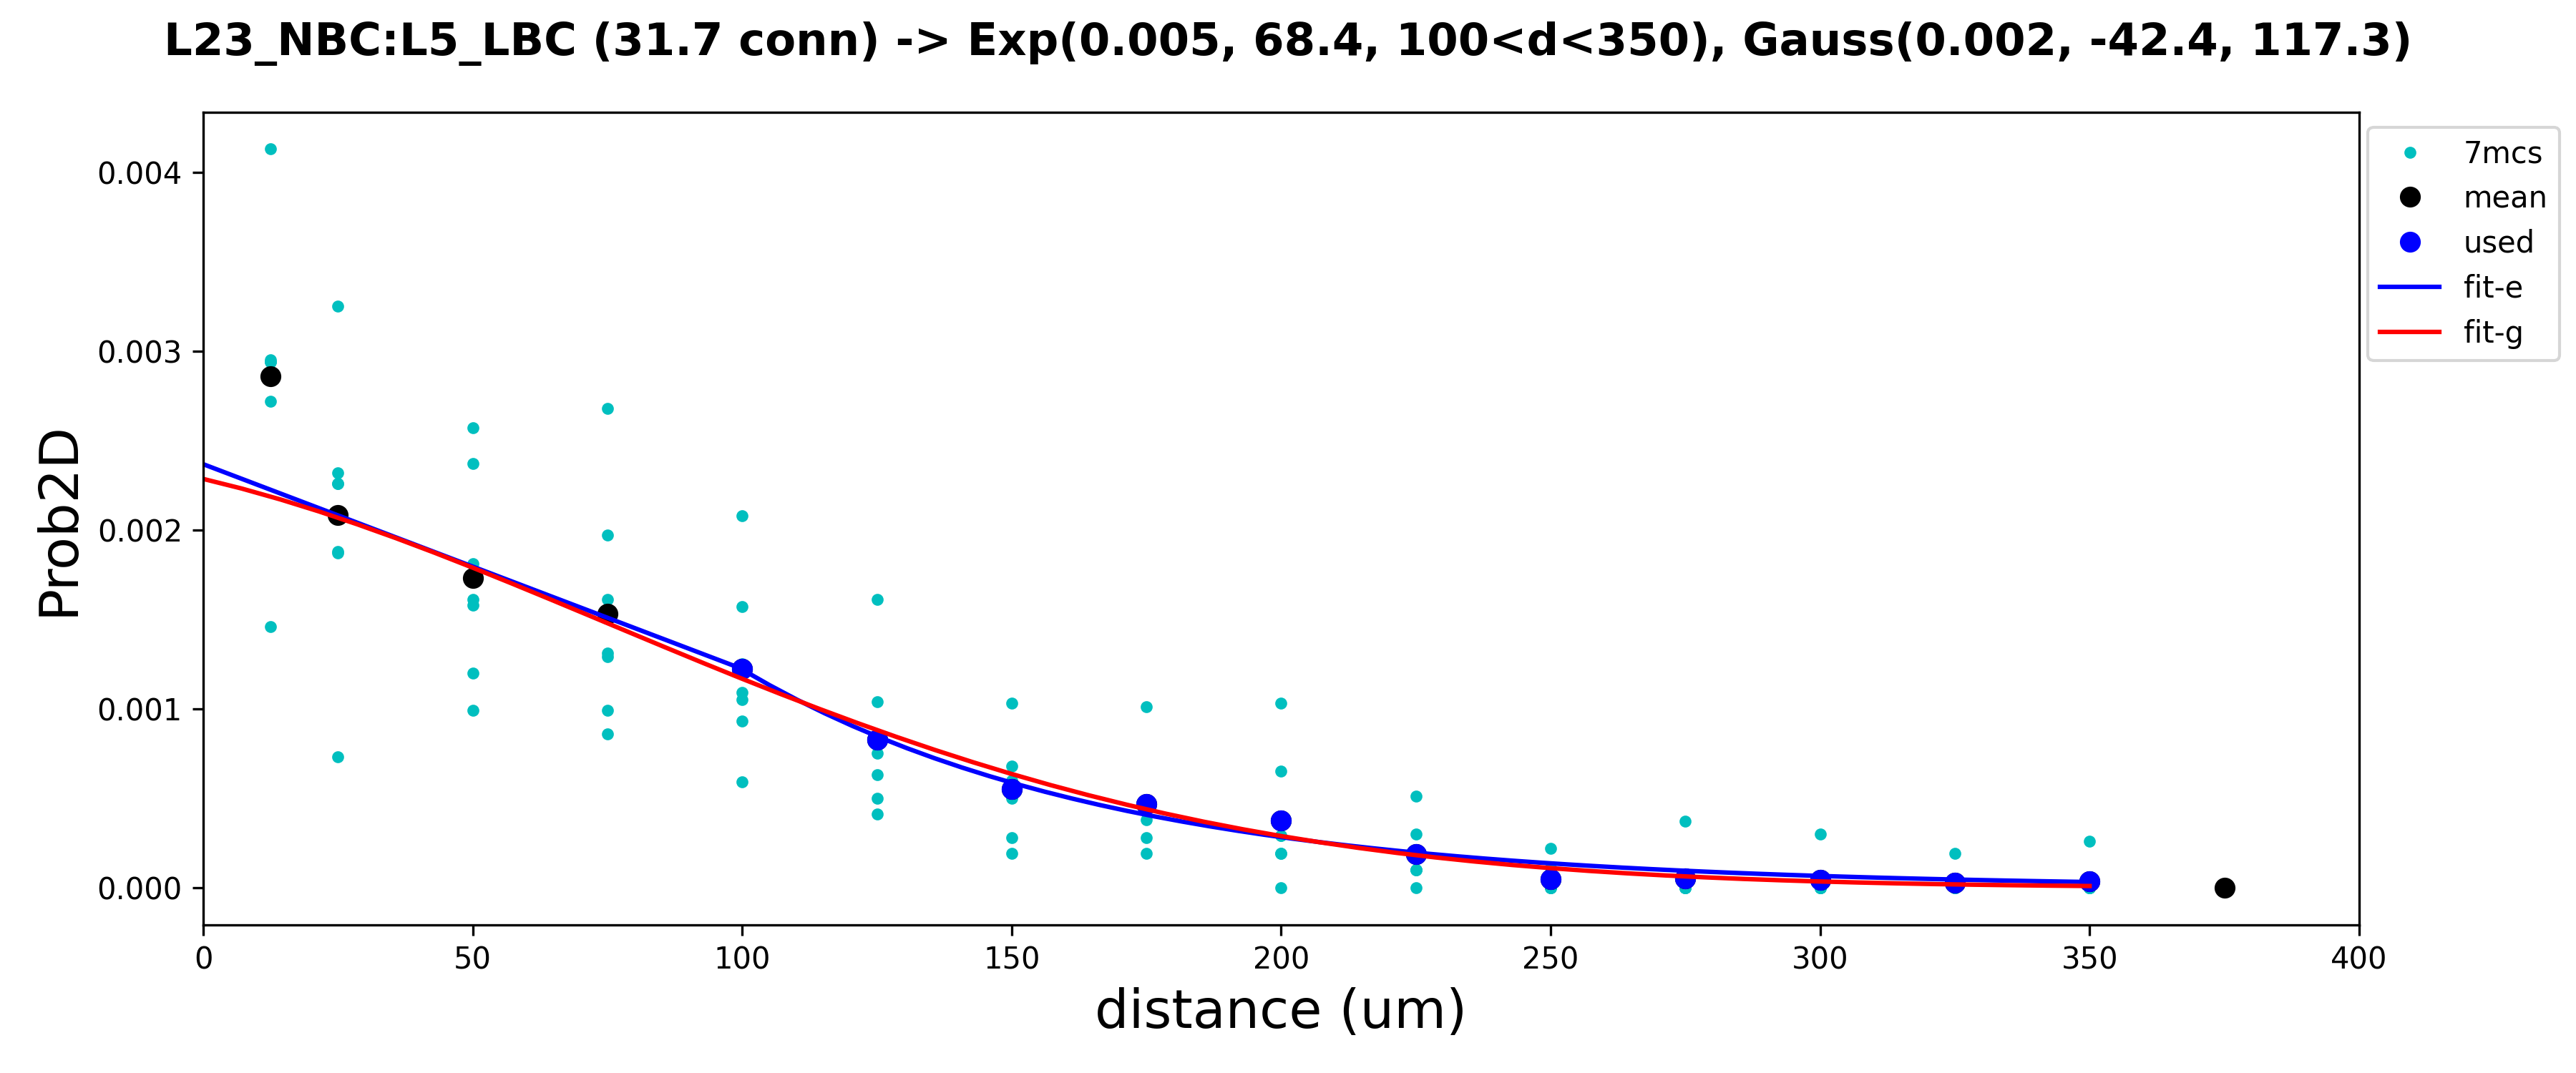 L23_NBC:L5_LBC (31.7 conn) -> Exp(0.005, 68.4, 100<d<350), Gauss(0.002, -42.4, 117.3)
0.004
0.003
0.002
0.001
0.000
Prob2D
0 50 100 150 200 250 300 350 400
distance (um)
7mcs
mean
used
fit-e
fit-g